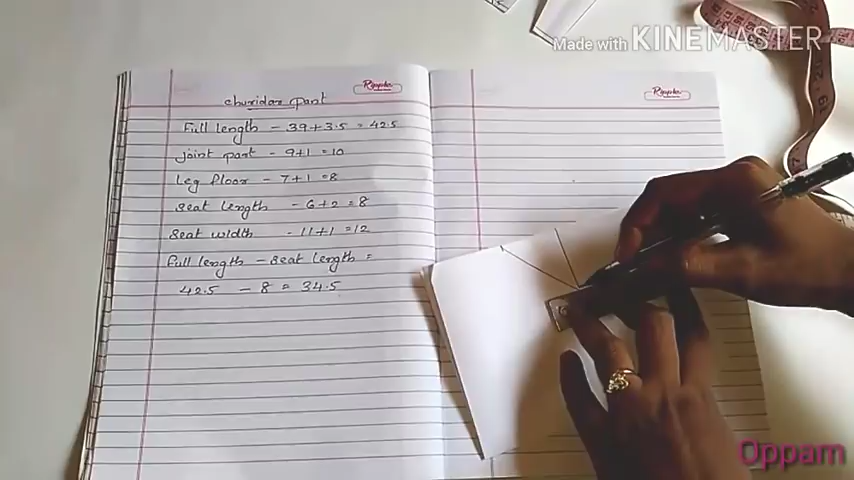 Made with KINEMASTER
Ripple
Ripple
churidar pant
Full length - 39+3.5 = 42.5
joint part - 9+1 =10
Leg floor - 7+1 =8
seat length - 6+2 =8
seat width - 11+1 =12
Full length - seat length =
42.5 - 8 = 34.5
Oppam